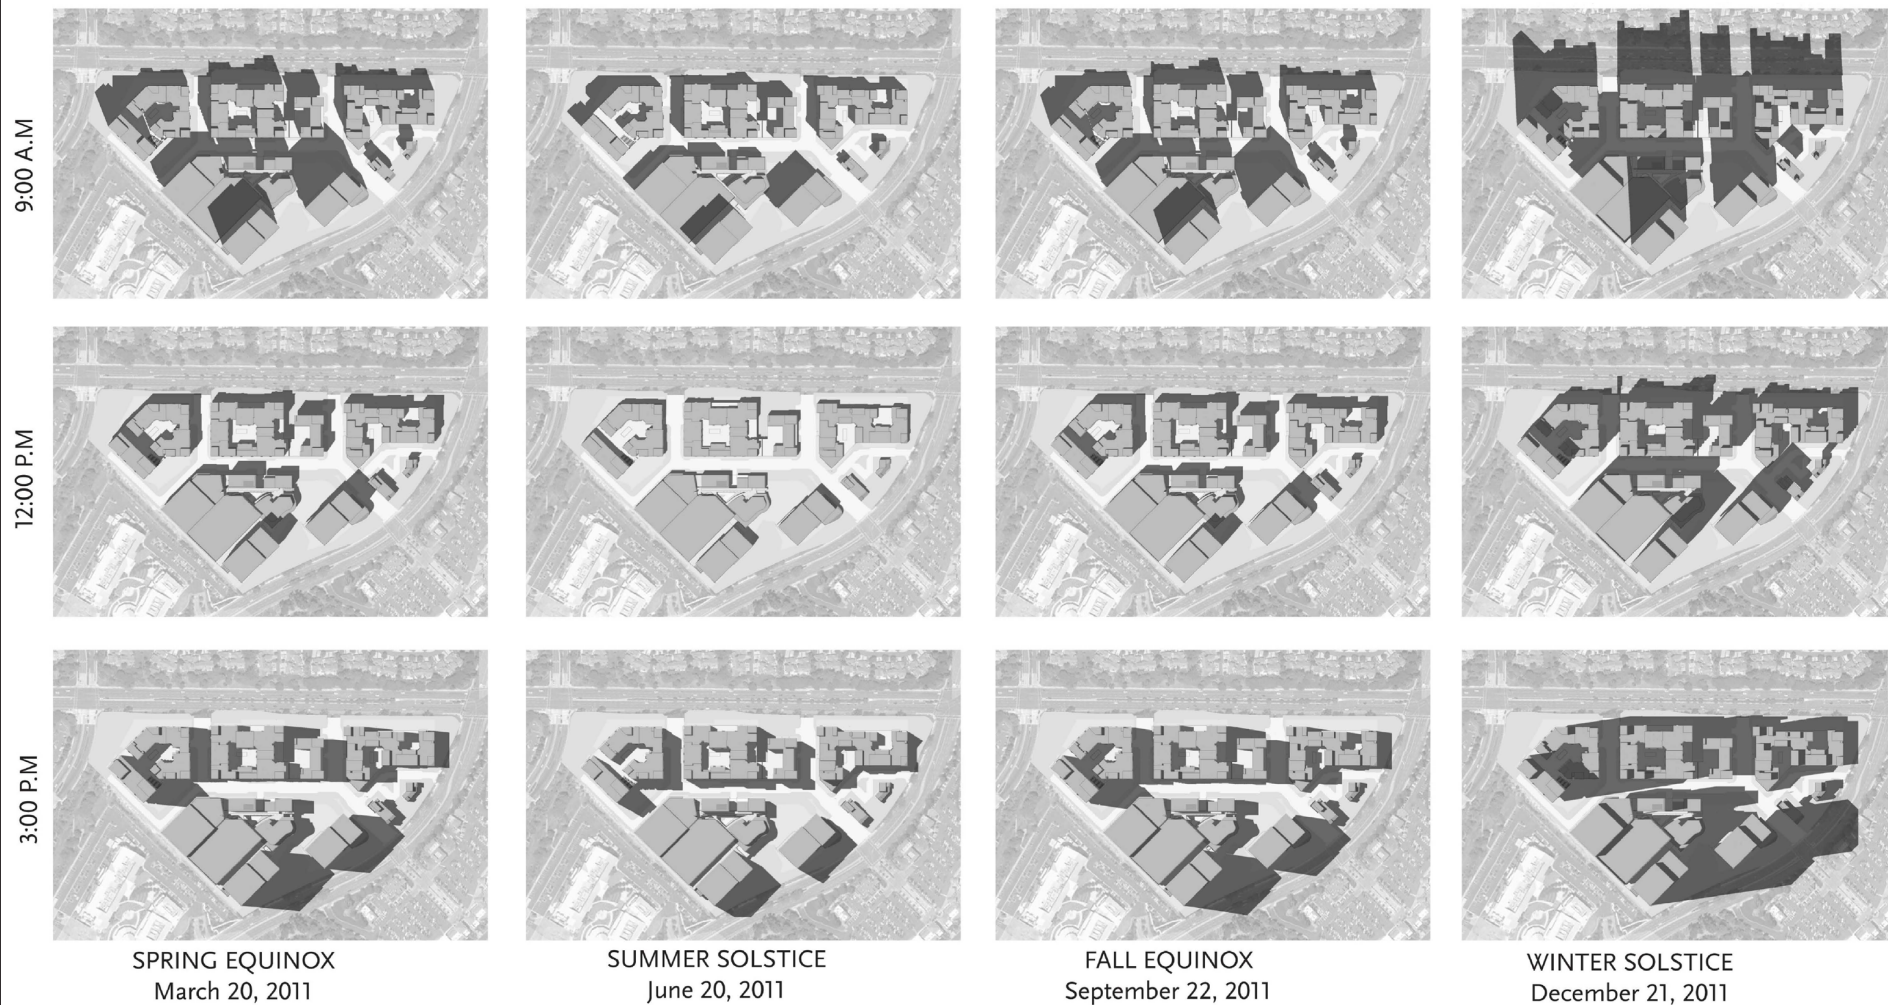 9:00 A.M
12:00 P.M
3:00 P.M
SPRING EQUINOX
March 20, 2011
SUMMER SOLSTICE
June 20, 2011
FALL EQUINOX
September 22, 2011
WINTER SOLSTICE
December 21, 2011